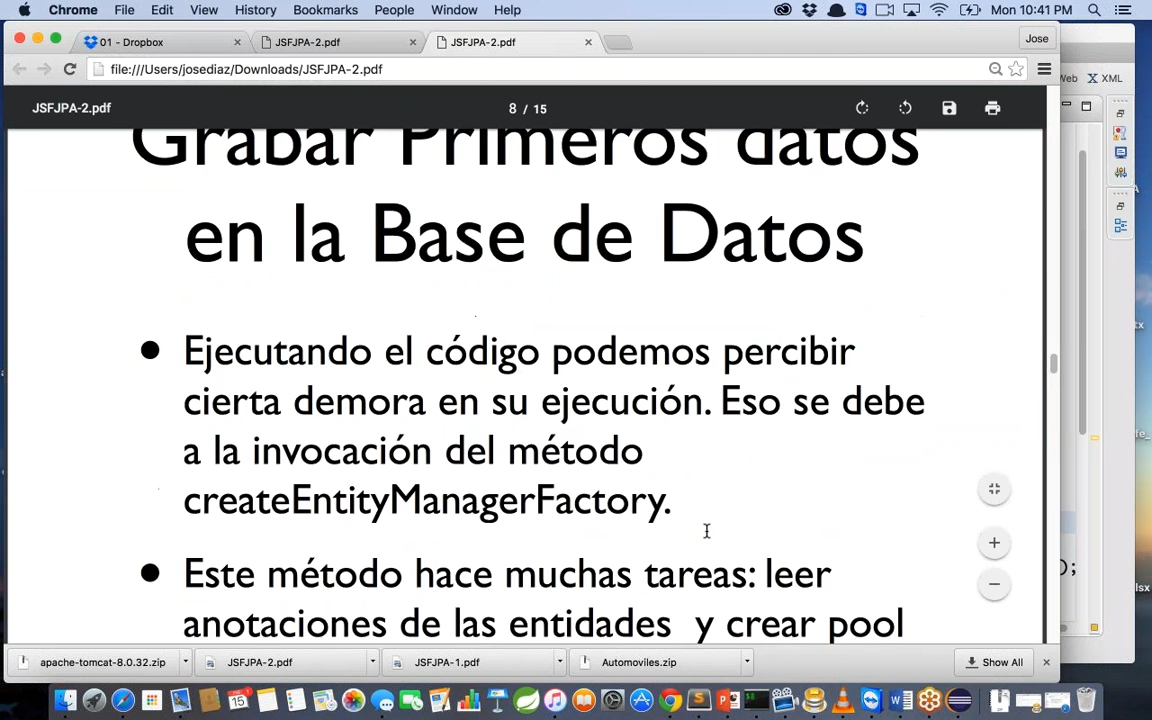 Chrome File Edit View History Bookmarks People Window Help Mon 10:41 PM
01 - Dropbox JSFJPA-2.pdf JSFJPA-2.pdf Jose
file:///Users/josediaz/Downloads/JSFJPA-2.pdf
Web XML
JSFJPA-2.pdf 8 / 15
Grabar Primeros datos
en la Base de Datos
• Ejecutando el código podemos percibir
cierta demora en su ejecución. Eso se debe
a la invocación del método
createEntityManagerFactory.
• Este método hace muchas tareas: leer
anotaciones de las entidades y crear pool
);
apache-tomcat-8.0.32.zip JSFJPA-2.pdf JSFJPA-1.pdf Automoviles.zip Show All
15